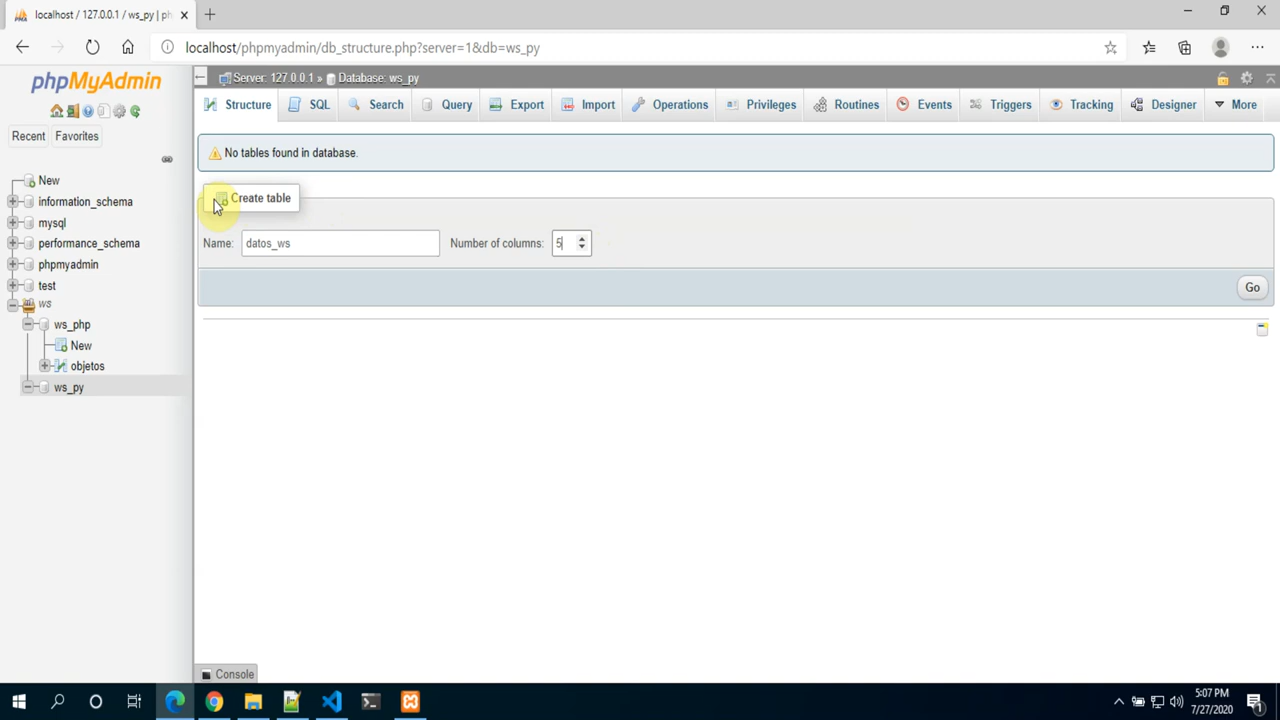 localhost / 127.0.0.1 / ws_py | ph
localhost/phpmyadmin/db_structure.php?server=1&db=ws_py
phpMyAdmin
Recent Favorites
New
information_schema
mysql
performance_schema
phpmyadmin
test
ws
ws_php
New
objetos
ws_py
Server: 127.0.0.1 » Database: ws_py
Structure SQL Search Query Export Import Operations Privileges Routines Events Triggers Tracking Designer More
No tables found in database.
Create table
Name: datos_ws Number of columns: 5
Go
Console
5:07 PM
7/27/2020
1